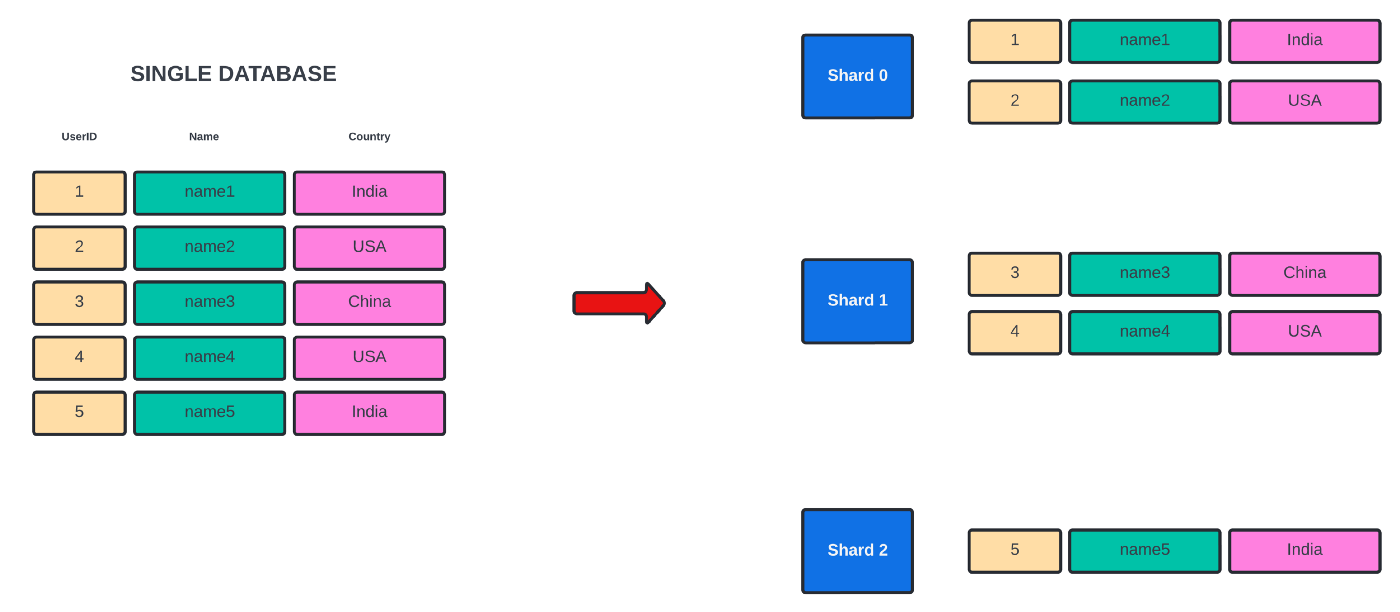 SINGLE DATABASE
UserID Name Country
1 name1 India
2 name2 USA
3 name3 China
4 name4 USA
5 name5 India
Shard 0
1 name1 India
2 name2 USA
Shard 1
3 name3 China
4 name4 USA
Shard 2
5 name5 India